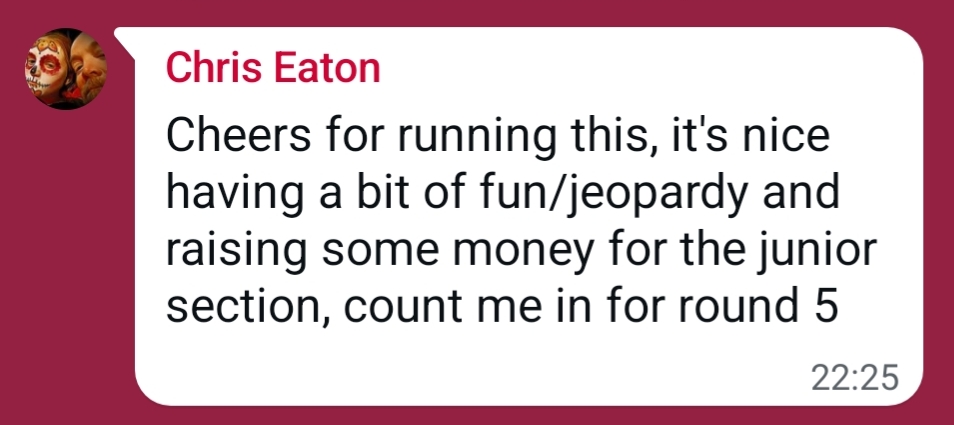 Chris Eaton
Cheers for running this, it's nice
having a bit of fun/jeopardy and
raising some money for the junior
section, count me in for round 5
22:25